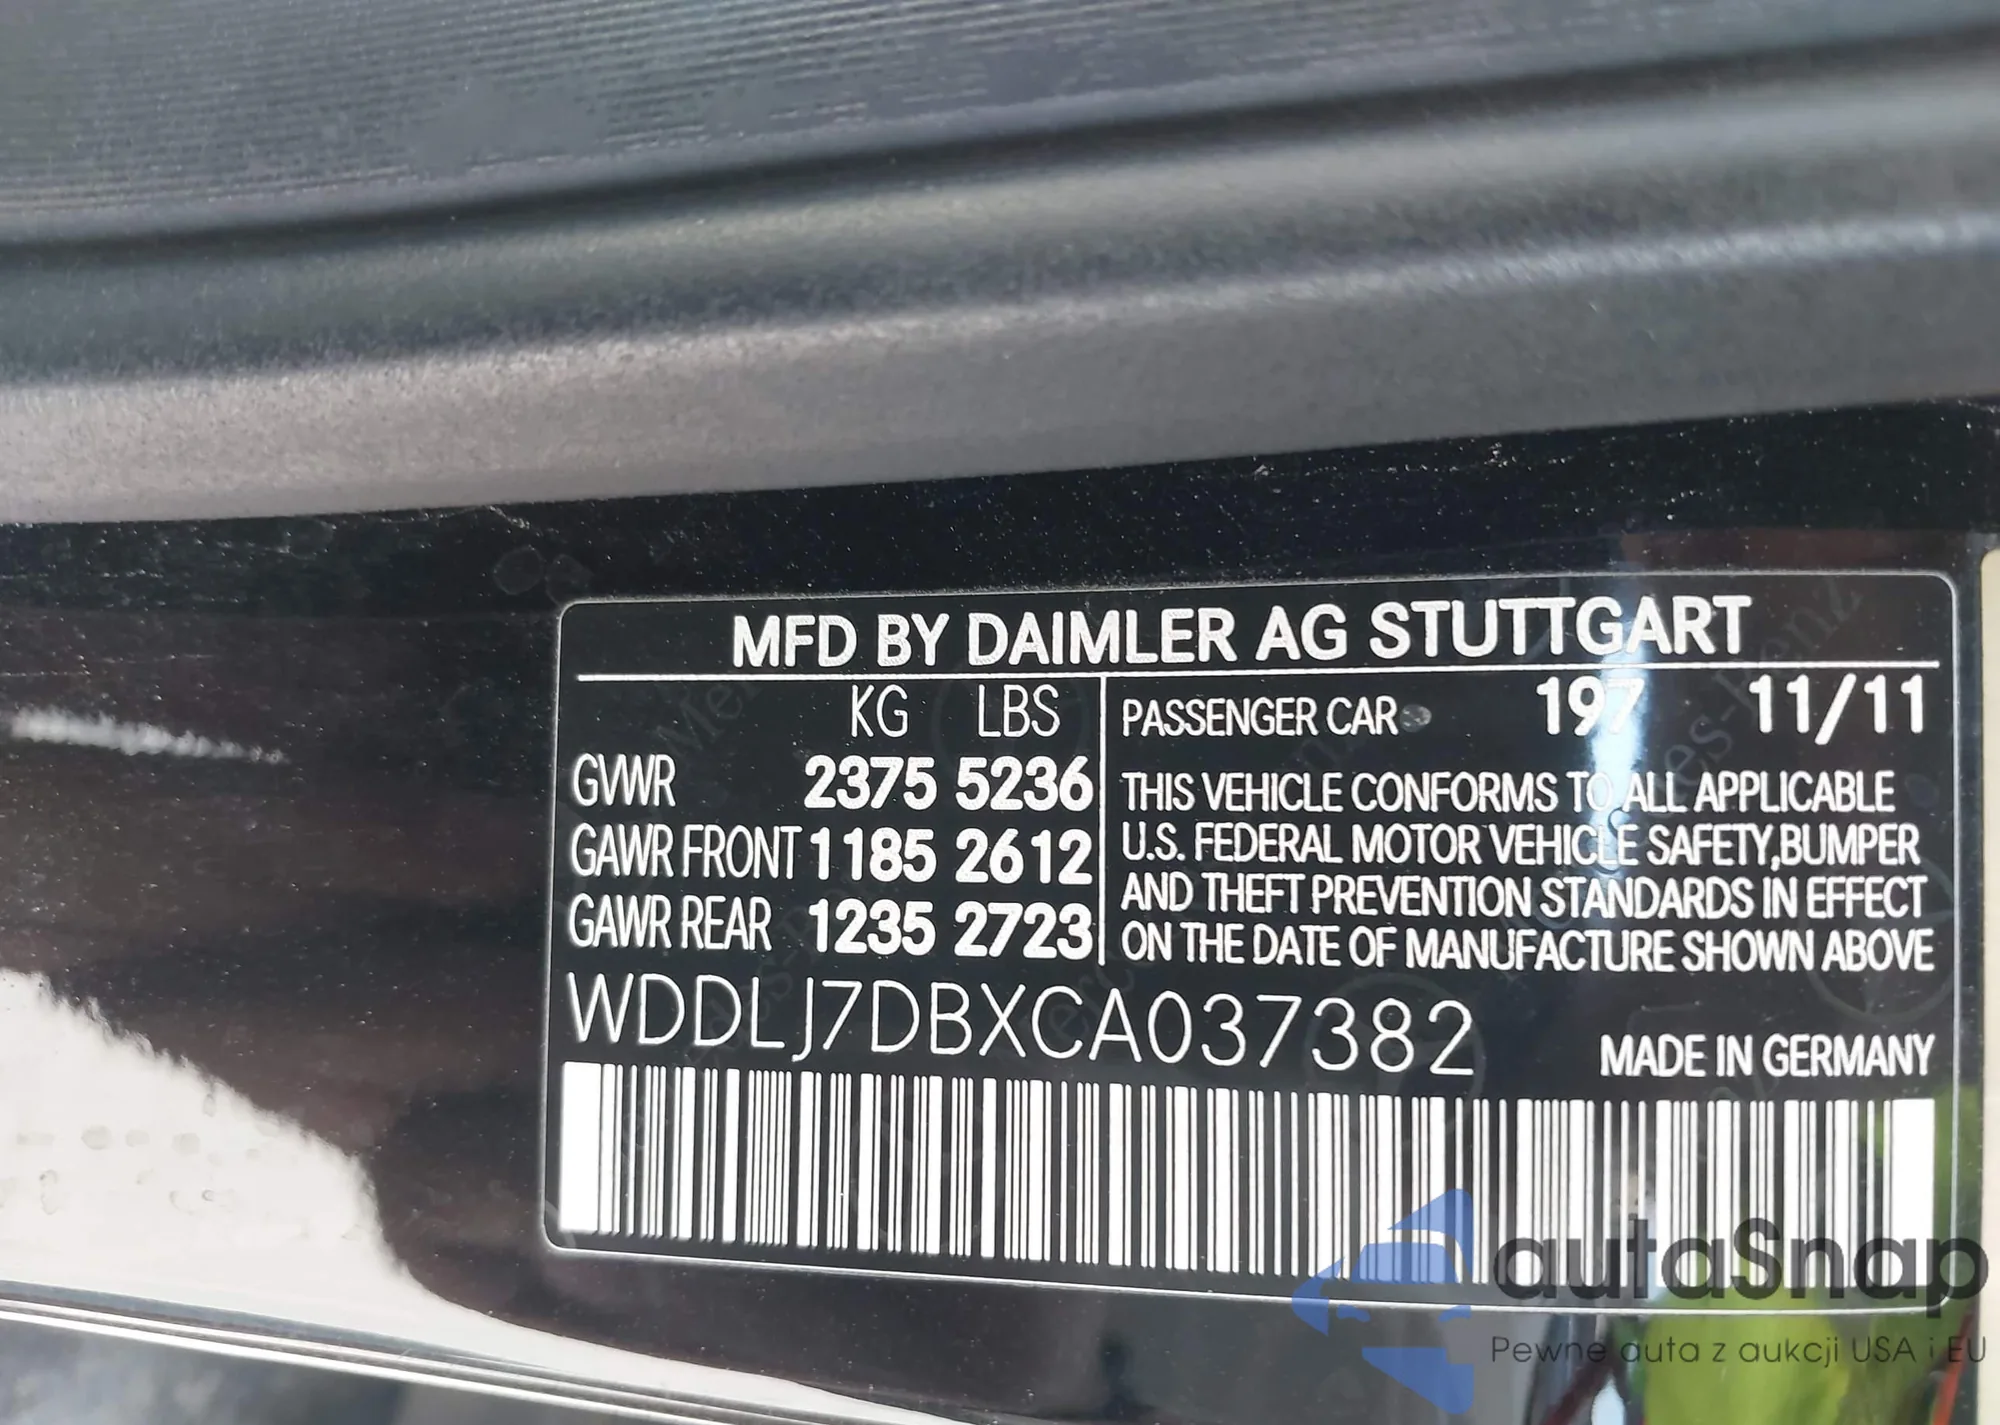 MFD BY DAIMLER AG STUTTGART
KG LBS
GVWR 2375 5236
GAWR FRONT 1185 2612
GAWR REAR 1235 2723
PASSENGER CAR 197 11/11
THIS VEHICLE CONFORMS TO ALL APPLICABLE
U.S. FEDERAL MOTOR VEHICLE SAFETY,BUMPER
AND THEFT PREVENTION STANDARDS IN EFFECT
ON THE DATE OF MANUFACTURE SHOWN ABOVE
WDDLJ7DBXCA037382
MADE IN GERMANY
autaSnap
Pewne auta z aukcji USA i EU